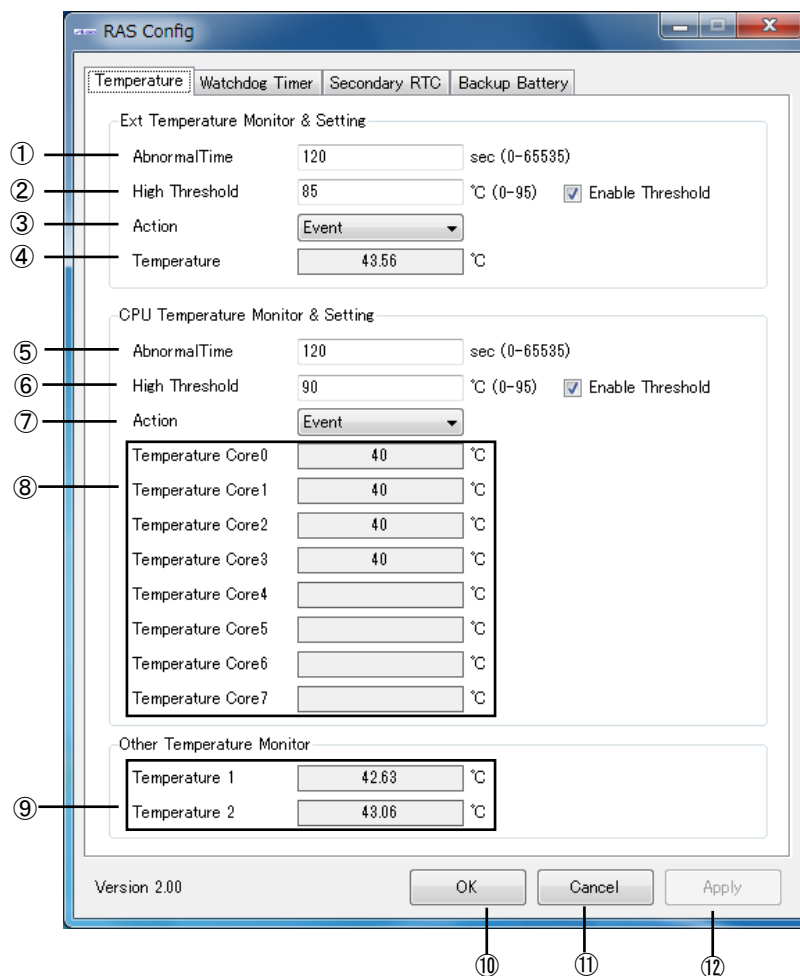 RAS Config
Temperature Watchdog Timer Secondary RTC Backup Battery
Ext Temperature Monitor & Setting
① AbnormalTime 120 sec (0-65535)
② High Threshold 85 °C (0-95) Enable Threshold
③ Action Event
④ Temperature 43.56 °C
CPU Temperature Monitor & Setting
⑤ AbnormalTime 120 sec (0-65535)
⑥ High Threshold 90 °C (0-95) Enable Threshold
⑦ Action Event
Temperature Core0 40 °C
⑧ Temperature Core1 40 °C
Temperature Core2 40 °C
Temperature Core3 40 °C
Temperature Core4 °C
Temperature Core5 °C
Temperature Core6 °C
Temperature Core7 °C
Other Temperature Monitor
Temperature 1 42.63 °C
⑨ Temperature 2 43.06 °C
Version 2.00 OK Cancel Apply
⑩ ⑪ ⑫